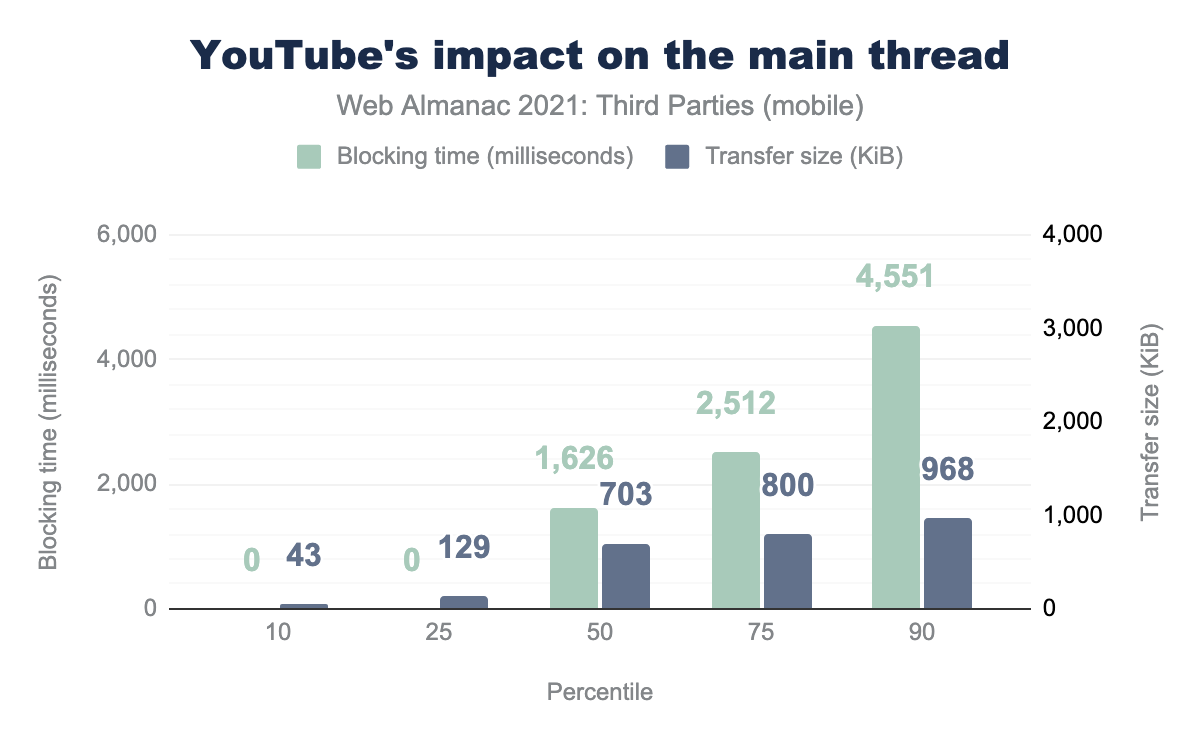 YouTube's impact on the main thread
Web Almanac 2021: Third Parties (mobile)
Blocking time (milliseconds) Transfer size (KiB)
Blocking time (milliseconds)
6,000
4,000
2,000
0
0 43
0 129
1,626 703
2,512 800
4,551 968
4,000
3,000
2,000
1,000
0
Transfer size (KiB)
10 25 50 75 90
Percentile